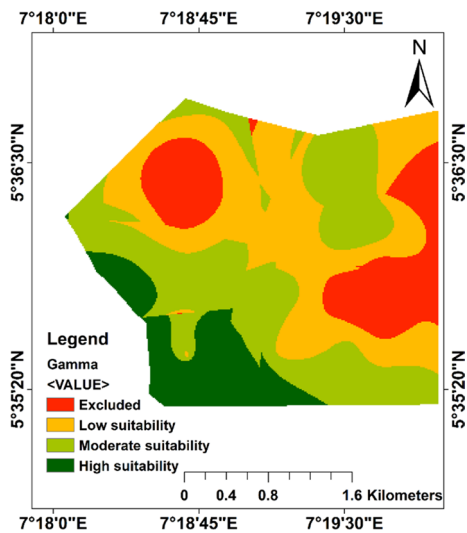 7°18'0"E 7°18'45"E 7°19'30"E
N
5°36'30"N 5°36'30"N
5°35'20"N 5°35'20"N
Legend
Gamma
<VALUE>
Excluded
Low suitability
Moderate suitability
High suitability
0 0.4 0.8 1.6 Kilometers
7°18'0"E 7°18'45"E 7°19'30"E